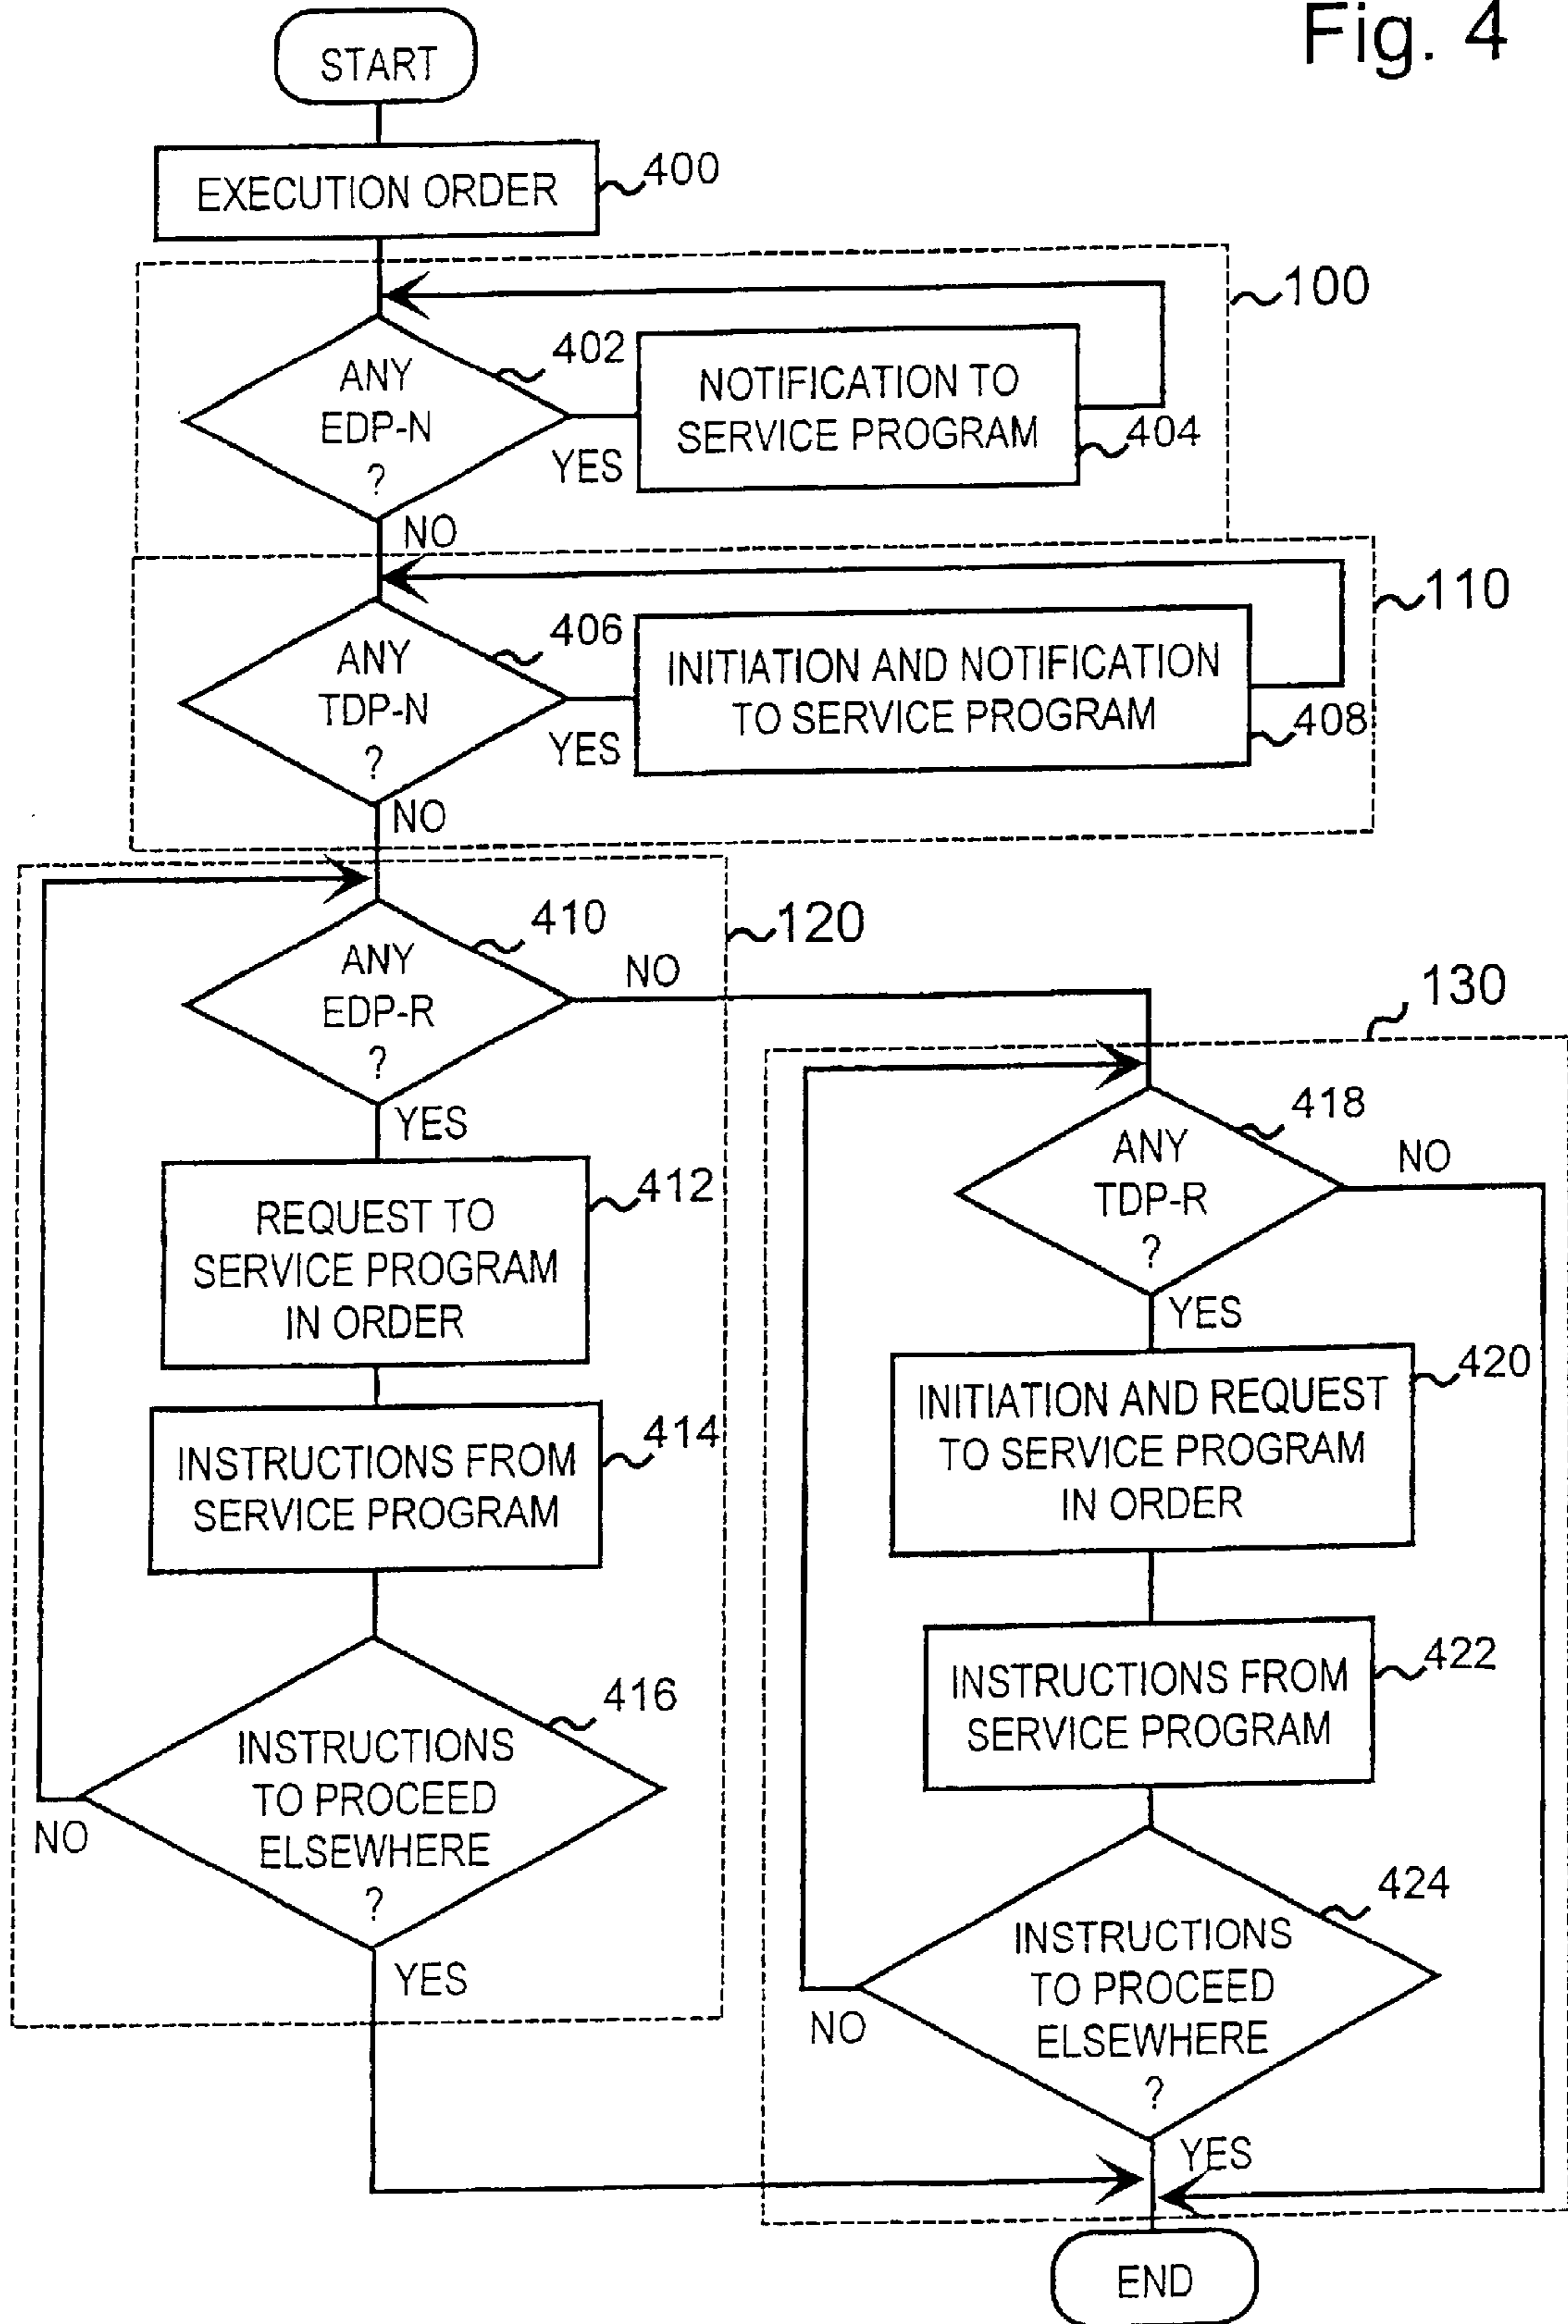 Fig. 4
START
EXECUTION ORDER
400
100
ANY
EDP-N
?
402
YES
NO
NOTIFICATION TO
SERVICE PROGRAM
404
110
ANY
TDP-N
?
406
YES
NO
INITIATION AND NOTIFICATION
TO SERVICE PROGRAM
408
120
ANY
EDP-R
?
410
NO
YES
REQUEST TO
SERVICE PROGRAM
IN ORDER
412
INSTRUCTIONS FROM
SERVICE PROGRAM
414
INSTRUCTIONS
TO PROCEED
ELSEWHERE
?
416
NO
YES
130
ANY
TDP-R
?
418
NO
YES
INITIATION AND REQUEST
TO SERVICE PROGRAM
IN ORDER
420
INSTRUCTIONS FROM
SERVICE PROGRAM
422
INSTRUCTIONS
TO PROCEED
ELSEWHERE
?
424
NO
YES
END